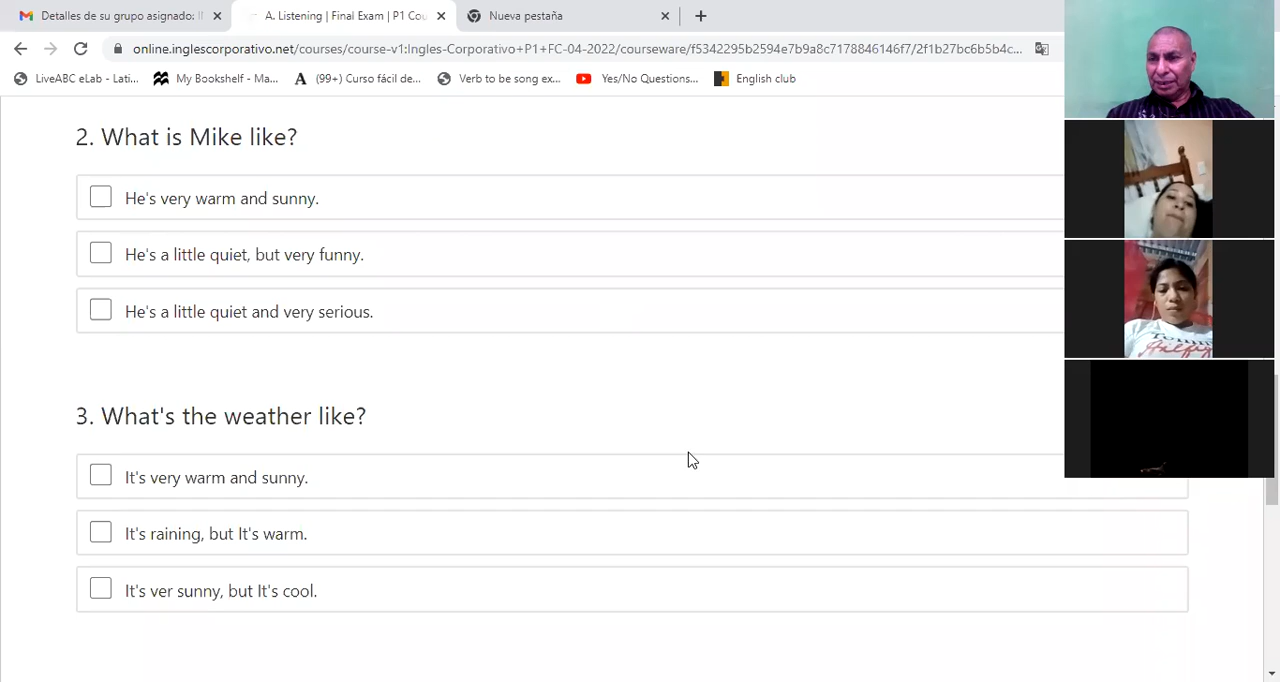 Detalles de su grupo asignado: I
A. Listening | Final Exam | P1 Cou
Nueva pestaña
online.inglescorporativo.net/courses/course-v1:Ingles-Corporativo+P1+FC-04-2022/courseware/f5342295b2594e7b9a8c7178846146f7/2f1b27bc6b5b4c...
LiveABC eLab - Lati... My Bookshelf - Ma... (99+) Curso fácil de... Verb to be song ex... Yes/No Questions... English club
2. What is Mike like?
He's very warm and sunny.
He's a little quiet, but very funny.
He's a little quiet and very serious.
3. What's the weather like?
It's very warm and sunny.
It's raining, but It's warm.
It's ver sunny, but It's cool.